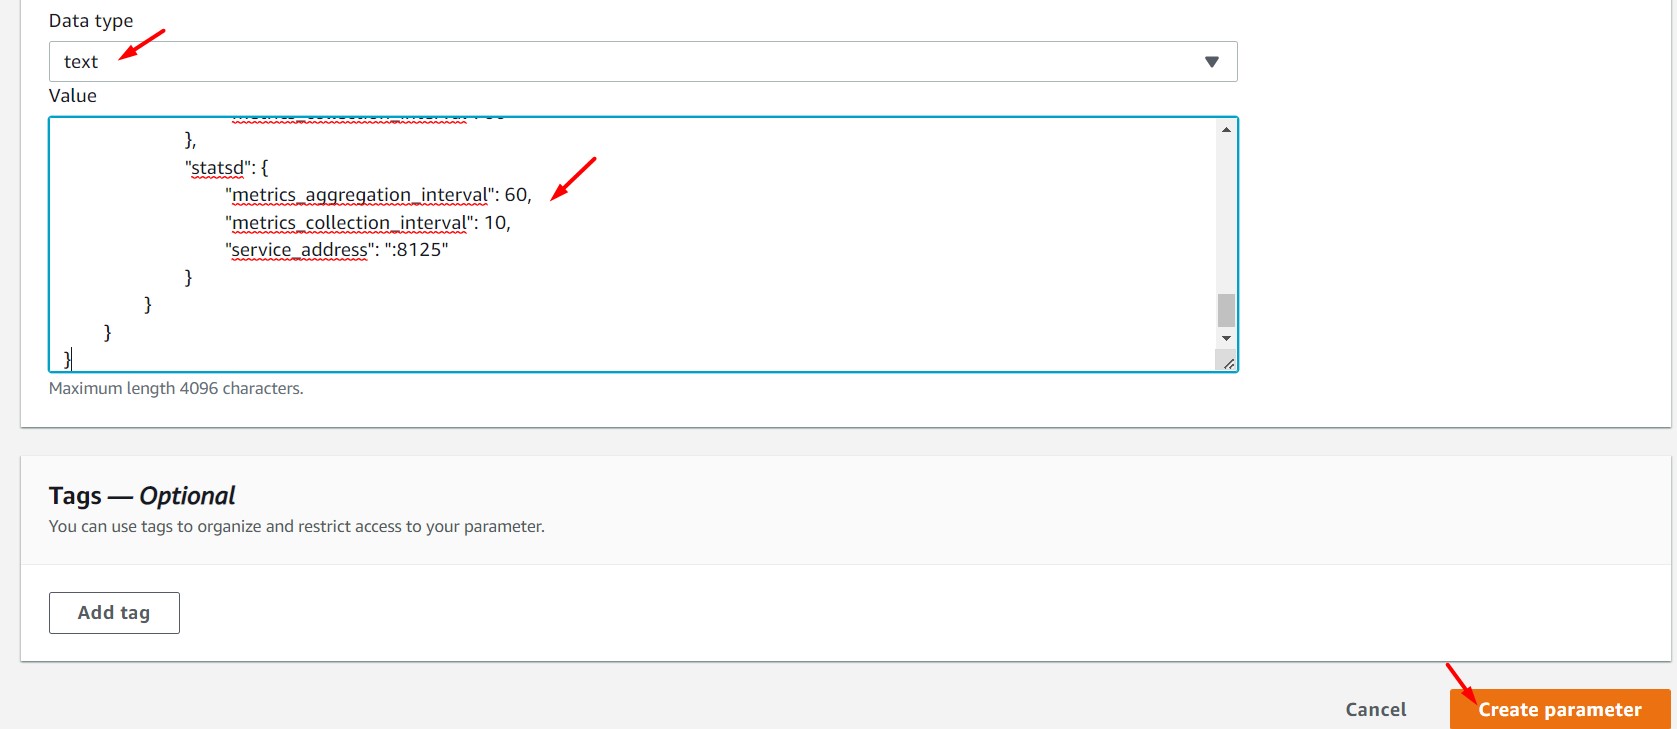 Data type
text
Value
},
"statsd": {
"metrics_aggregation_interval": 60,
"metrics_collection_interval": 10,
"service_address": ":8125"
}
}
}
}
Maximum length 4096 characters.
Tags — Optional
You can use tags to organize and restrict access to your parameter.
Add tag
Cancel
Create parameter